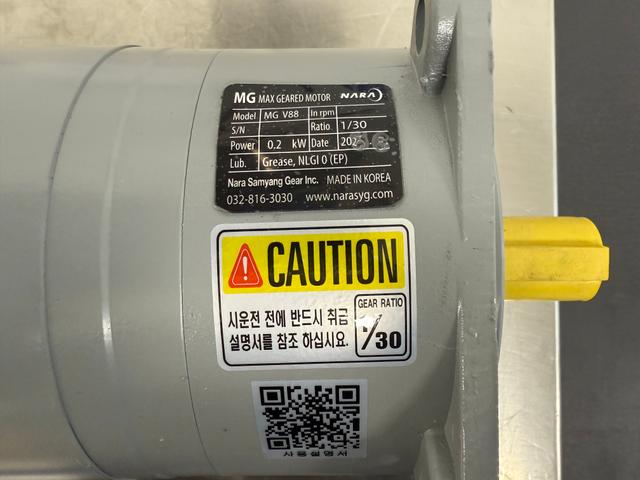 MG MAX GEARED MOTOR NARA
Model MG V88 In rpm
S/N Ratio 1/30
Power 0.2 kW Date
Lub. Grease, NLGI 0 (EP)
Nara Samyang Gear Inc. MADE IN KOREA
032-816-3030 www.narasyg.com
CAUTION
시운전 전에 반드시 취급
설명서를 참조 하십시요.
GEAR RATIO
1/30
사용설명서